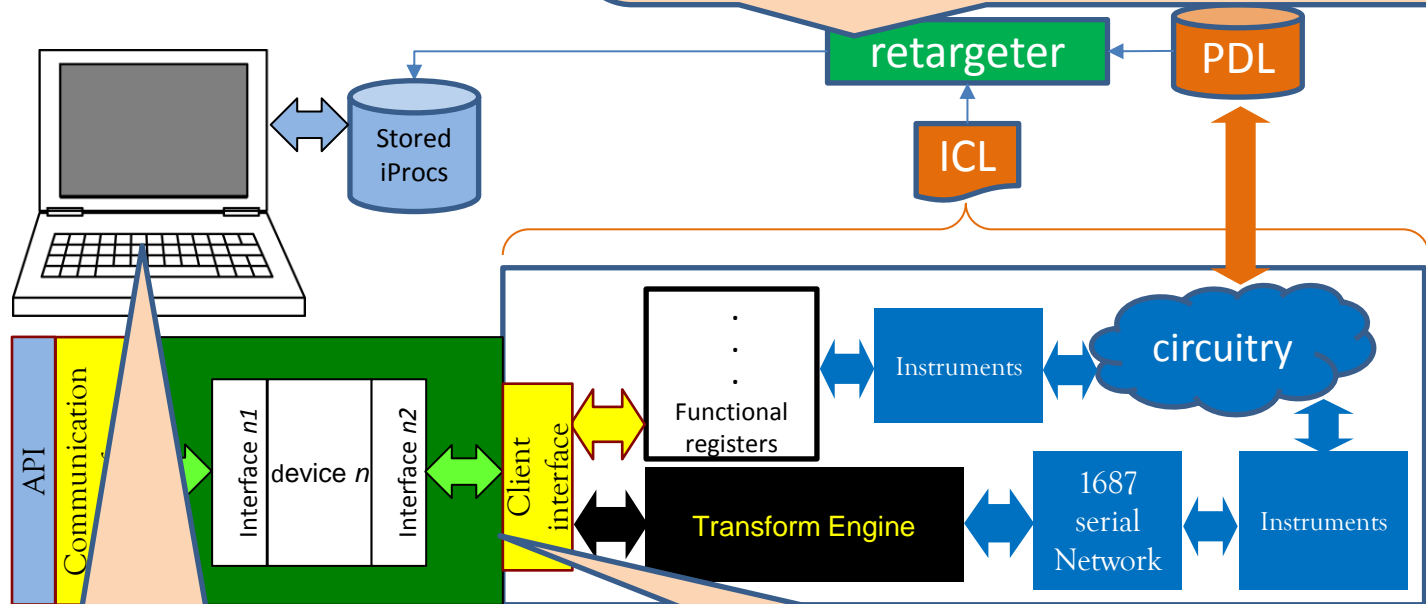 retargeter
PDL
Stored
iProcs
ICL
API
Communication
Interface n1
device n
Interface n2
Client
interface
.
.
.
Functional
registers
Instruments
circuitry
Transform Engine
1687
serial
Network
Instruments